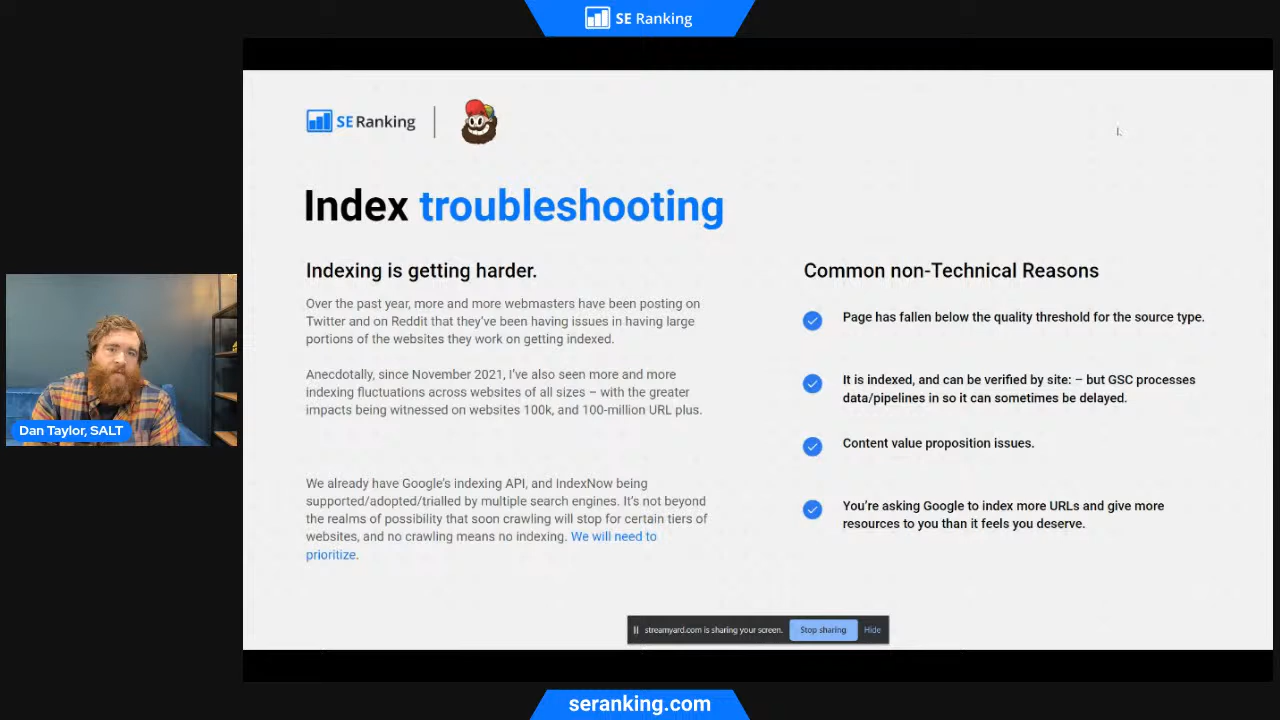 SE Ranking
SE Ranking
Index troubleshooting
Indexing is getting harder.
Over the past year, more and more webmasters have been posting on
Twitter and on Reddit that they've been having issues in having large
portions of the websites they work on getting indexed.
Anecdotally, since November 2021, I've also seen more and more
indexing fluctuations across websites of all sizes – with the greater
impacts being witnessed on websites 100k, and 100-million URL plus.
We already have Google's indexing API, and IndexNow being
supported/adopted/trialled by multiple search engines. It's not beyond
the realms of possibility that soon crawling will stop for certain tiers of
websites, and no crawling means no indexing. We will need to
prioritize.
Common non-Technical Reasons
Page has fallen below the quality threshold for the source type.
It is indexed, and can be verified by site: – but GSC processes
data/pipelines in so it can sometimes be delayed.
Content value proposition issues.
You're asking Google to index more URLs and give more
resources to you than it feels you deserve.
Dan Taylor, SALT
streamyard.com is sharing your screen.
Stop sharing
Hide
seranking.com